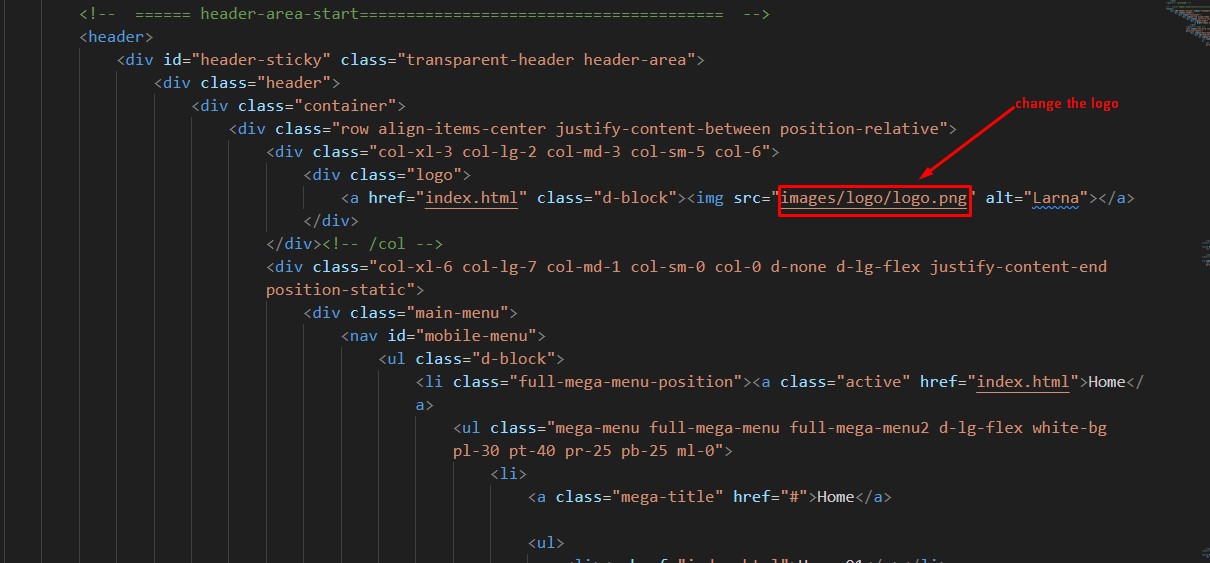 <!--  ====== header-area-start=======================================  -->
<header>
<div id="header-sticky" class="transparent-header header-area">
<div class="header">
<div class="container">
change the logo
<div class="row align-items-center justify-content-between position-relative">
<div class="col-xl-3 col-lg-2 col-md-3 col-sm-5 col-6">
<div class="logo">
<a href="index.html" class="d-block"><img src="images/logo/logo.png" alt="Larna"></a>
</div>
</div><!-- /col -->
<div class="col-xl-6 col-lg-7 col-md-1 col-sm-0 col-0 d-none d-lg-flex justify-content-end
position-static">
<div class="main-menu">
<nav id="mobile-menu">
<ul class="d-block">
<li class="full-mega-menu-position"><a class="active" href="index.html">Home</
a>
<ul class="mega-menu full-mega-menu full-mega-menu2 d-lg-flex white-bg
pl-30 pt-40 pr-25 pb-25 ml-0">
<li>
<a class="mega-title" href="#">Home</a>
<ul>